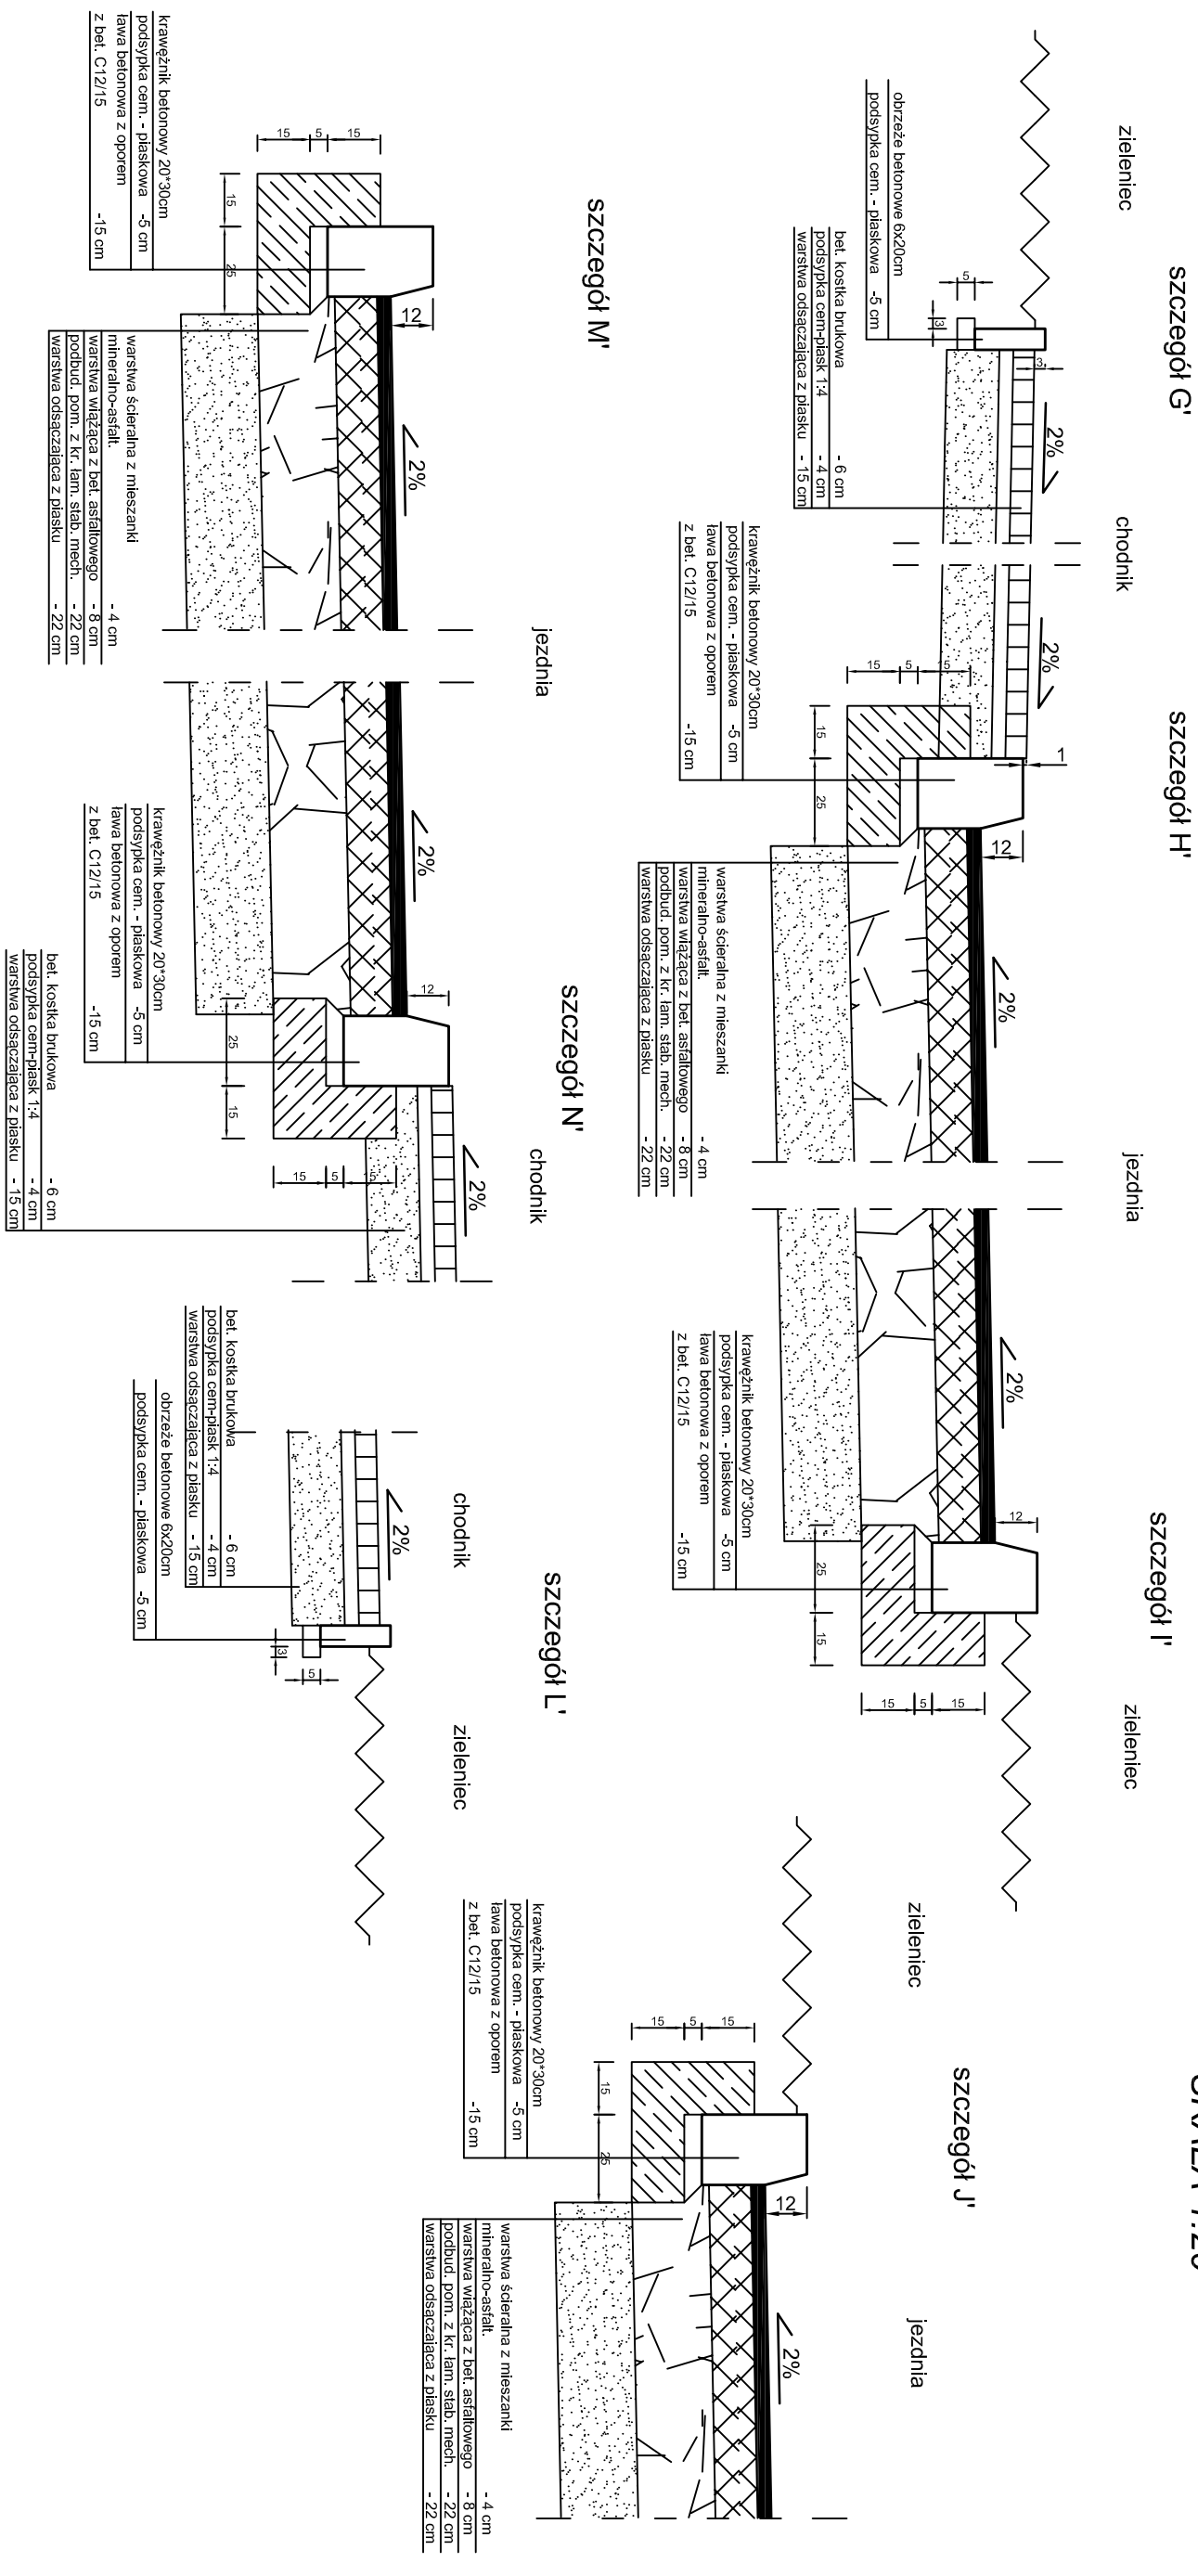 szczegół G'
szczegół H'
szczegół I'
zieleniec
chodnik
jezdnia
zieleniec
2%
2%
2%
2%
3
5
3
1
12
12
15
5
15
15
25
25
15
15
5
15
obrzeże betonowe 6x20cm
podsypka cem. - piaskowa -5 cm
bet. kostka brukowa - 6 cm
podsypka cem-piask 1:4 - 4 cm
warstwa odsączająca z piasku - 15 cm
krawężnik betonowy 20*30cm
podsypka cem. - piaskowa -5 cm
ława betonowa z oporem
z bet. C12/15 -15 cm
warstwa ścieralna z mieszanki
mineralno-asfalt. - 4 cm
warstwa wiążąca z bet. asfaltowego - 8 cm
podbud. pom. z kr. łam. stab. mech. - 22 cm
warstwa odsączająca z piasku - 22 cm
krawężnik betonowy 20*30cm
podsypka cem. - piaskowa -5 cm
ława betonowa z oporem
z bet. C12/15 -15 cm
szczegół J'
zieleniec
jezdnia
2%
12
15
5
15
15
25
krawężnik betonowy 20*30cm
podsypka cem. - piaskowa -5 cm
ława betonowa z oporem
z bet. C12/15 -15 cm
warstwa ścieralna z mieszanki
mineralno-asfalt. - 4 cm
warstwa wiążąca z bet. asfaltowego - 8 cm
podbud. pom. z kr. łam. stab. mech. - 22 cm
warstwa odsączająca z piasku - 22 cm
szczegół M'
szczegół N'
jezdnia
chodnik
2%
2%
2%
12
12
15
5
15
15
25
25
15
15
5
15
krawężnik betonowy 20*30cm
podsypka cem. - piaskowa -5 cm
ława betonowa z oporem
z bet. C12/15 -15 cm
warstwa ścieralna z mieszanki
mineralno-asfalt. - 4 cm
warstwa wiążąca z bet. asfaltowego - 8 cm
podbud. pom. z kr. łam. stab. mech. - 22 cm
warstwa odsączająca z piasku - 22 cm
krawężnik betonowy 20*30cm
podsypka cem. - piaskowa -5 cm
ława betonowa z oporem
z bet. C12/15 -15 cm
bet. kostka brukowa - 6 cm
podsypka cem-piask 1:4 - 4 cm
warstwa odsączająca z piasku - 15 cm
szczegół L'
chodnik
zieleniec
2%
3
5
bet. kostka brukowa - 6 cm
podsypka cem-piask 1:4 - 4 cm
warstwa odsączająca z piasku - 15 cm
obrzeże betonowe 6x20cm
podsypka cem. - piaskowa -5 cm